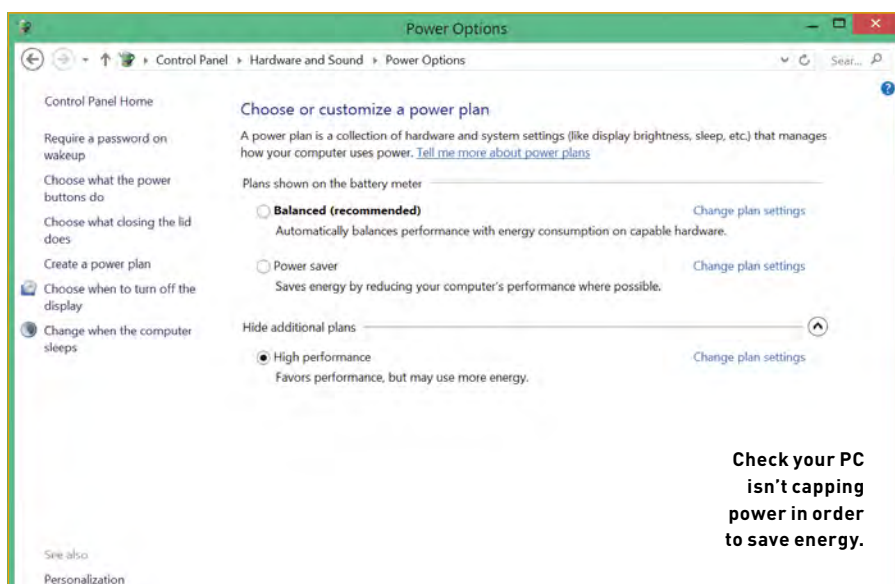 Power Options
Control Panel Hardware and Sound Power Options
Sear...
Control Panel Home
Require a password on
wakeup
Choose what the power
buttons do
Choose what closing the lid
does
Create a power plan
Choose when to turn off the
display
Change when the computer
sleeps
See also
Personalization
Choose or customize a power plan
A power plan is a collection of hardware and system settings (like display brightness, sleep, etc.) that manages
how your computer uses power. Tell me more about power plans
Plans shown on the battery meter
Balanced (recommended) Change plan settings
Automatically balances performance with energy consumption on capable hardware.
Power saver Change plan settings
Saves energy by reducing your computer's performance where possible.
Hide additional plans
High performance Change plan settings
Favors performance, but may use more energy.
Check your PC
isn't capping
power in order
to save energy.